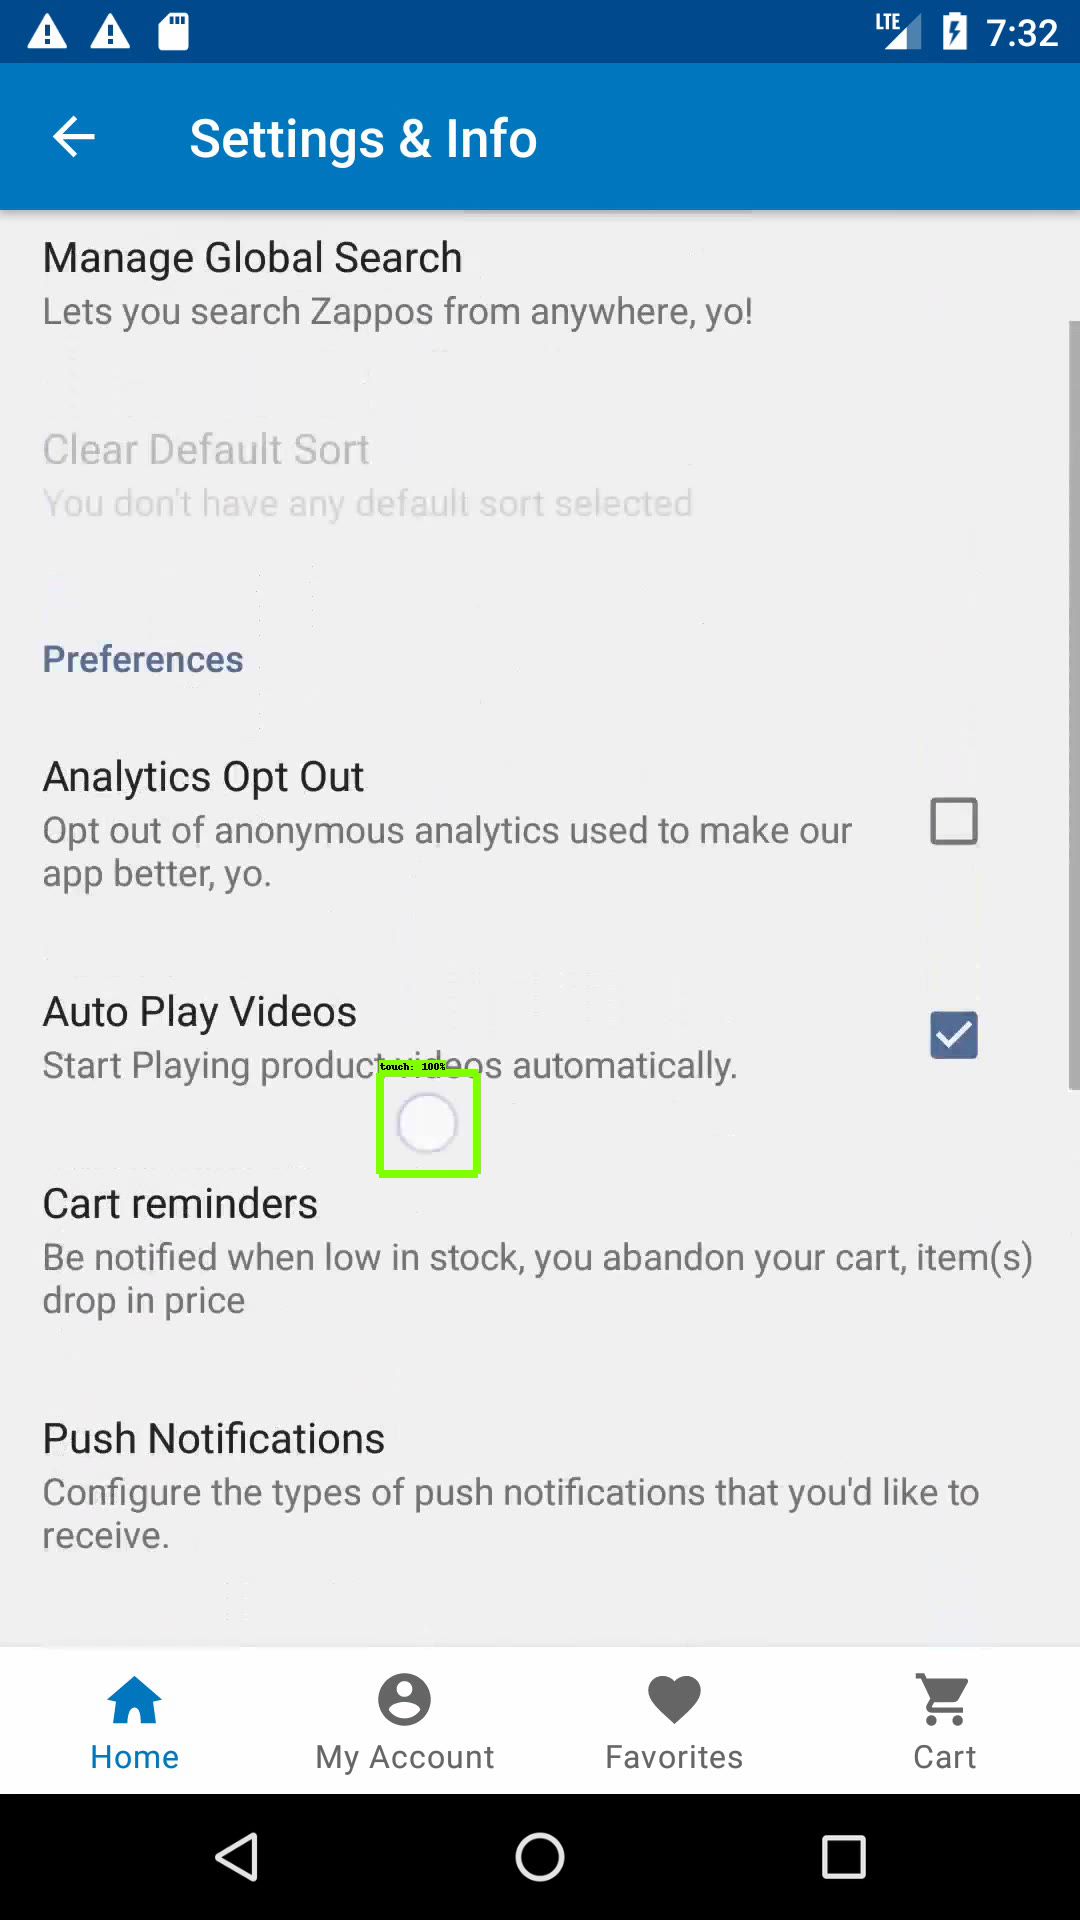 LTE 7:32
Settings & Info
Manage Global Search
Lets you search Zappos from anywhere, yo!
Clear Default Sort
You don't have any default sort selected
Preferences
Analytics Opt Out
Opt out of anonymous analytics used to make our
app better, yo.
Auto Play Videos
Start Playing product videos automatically.
touch: 100%
Cart reminders
Be notified when low in stock, you abandon your cart, item(s)
drop in price
Push Notifications
Configure the types of push notifications that you'd like to
receive.
Home My Account Favorites Cart